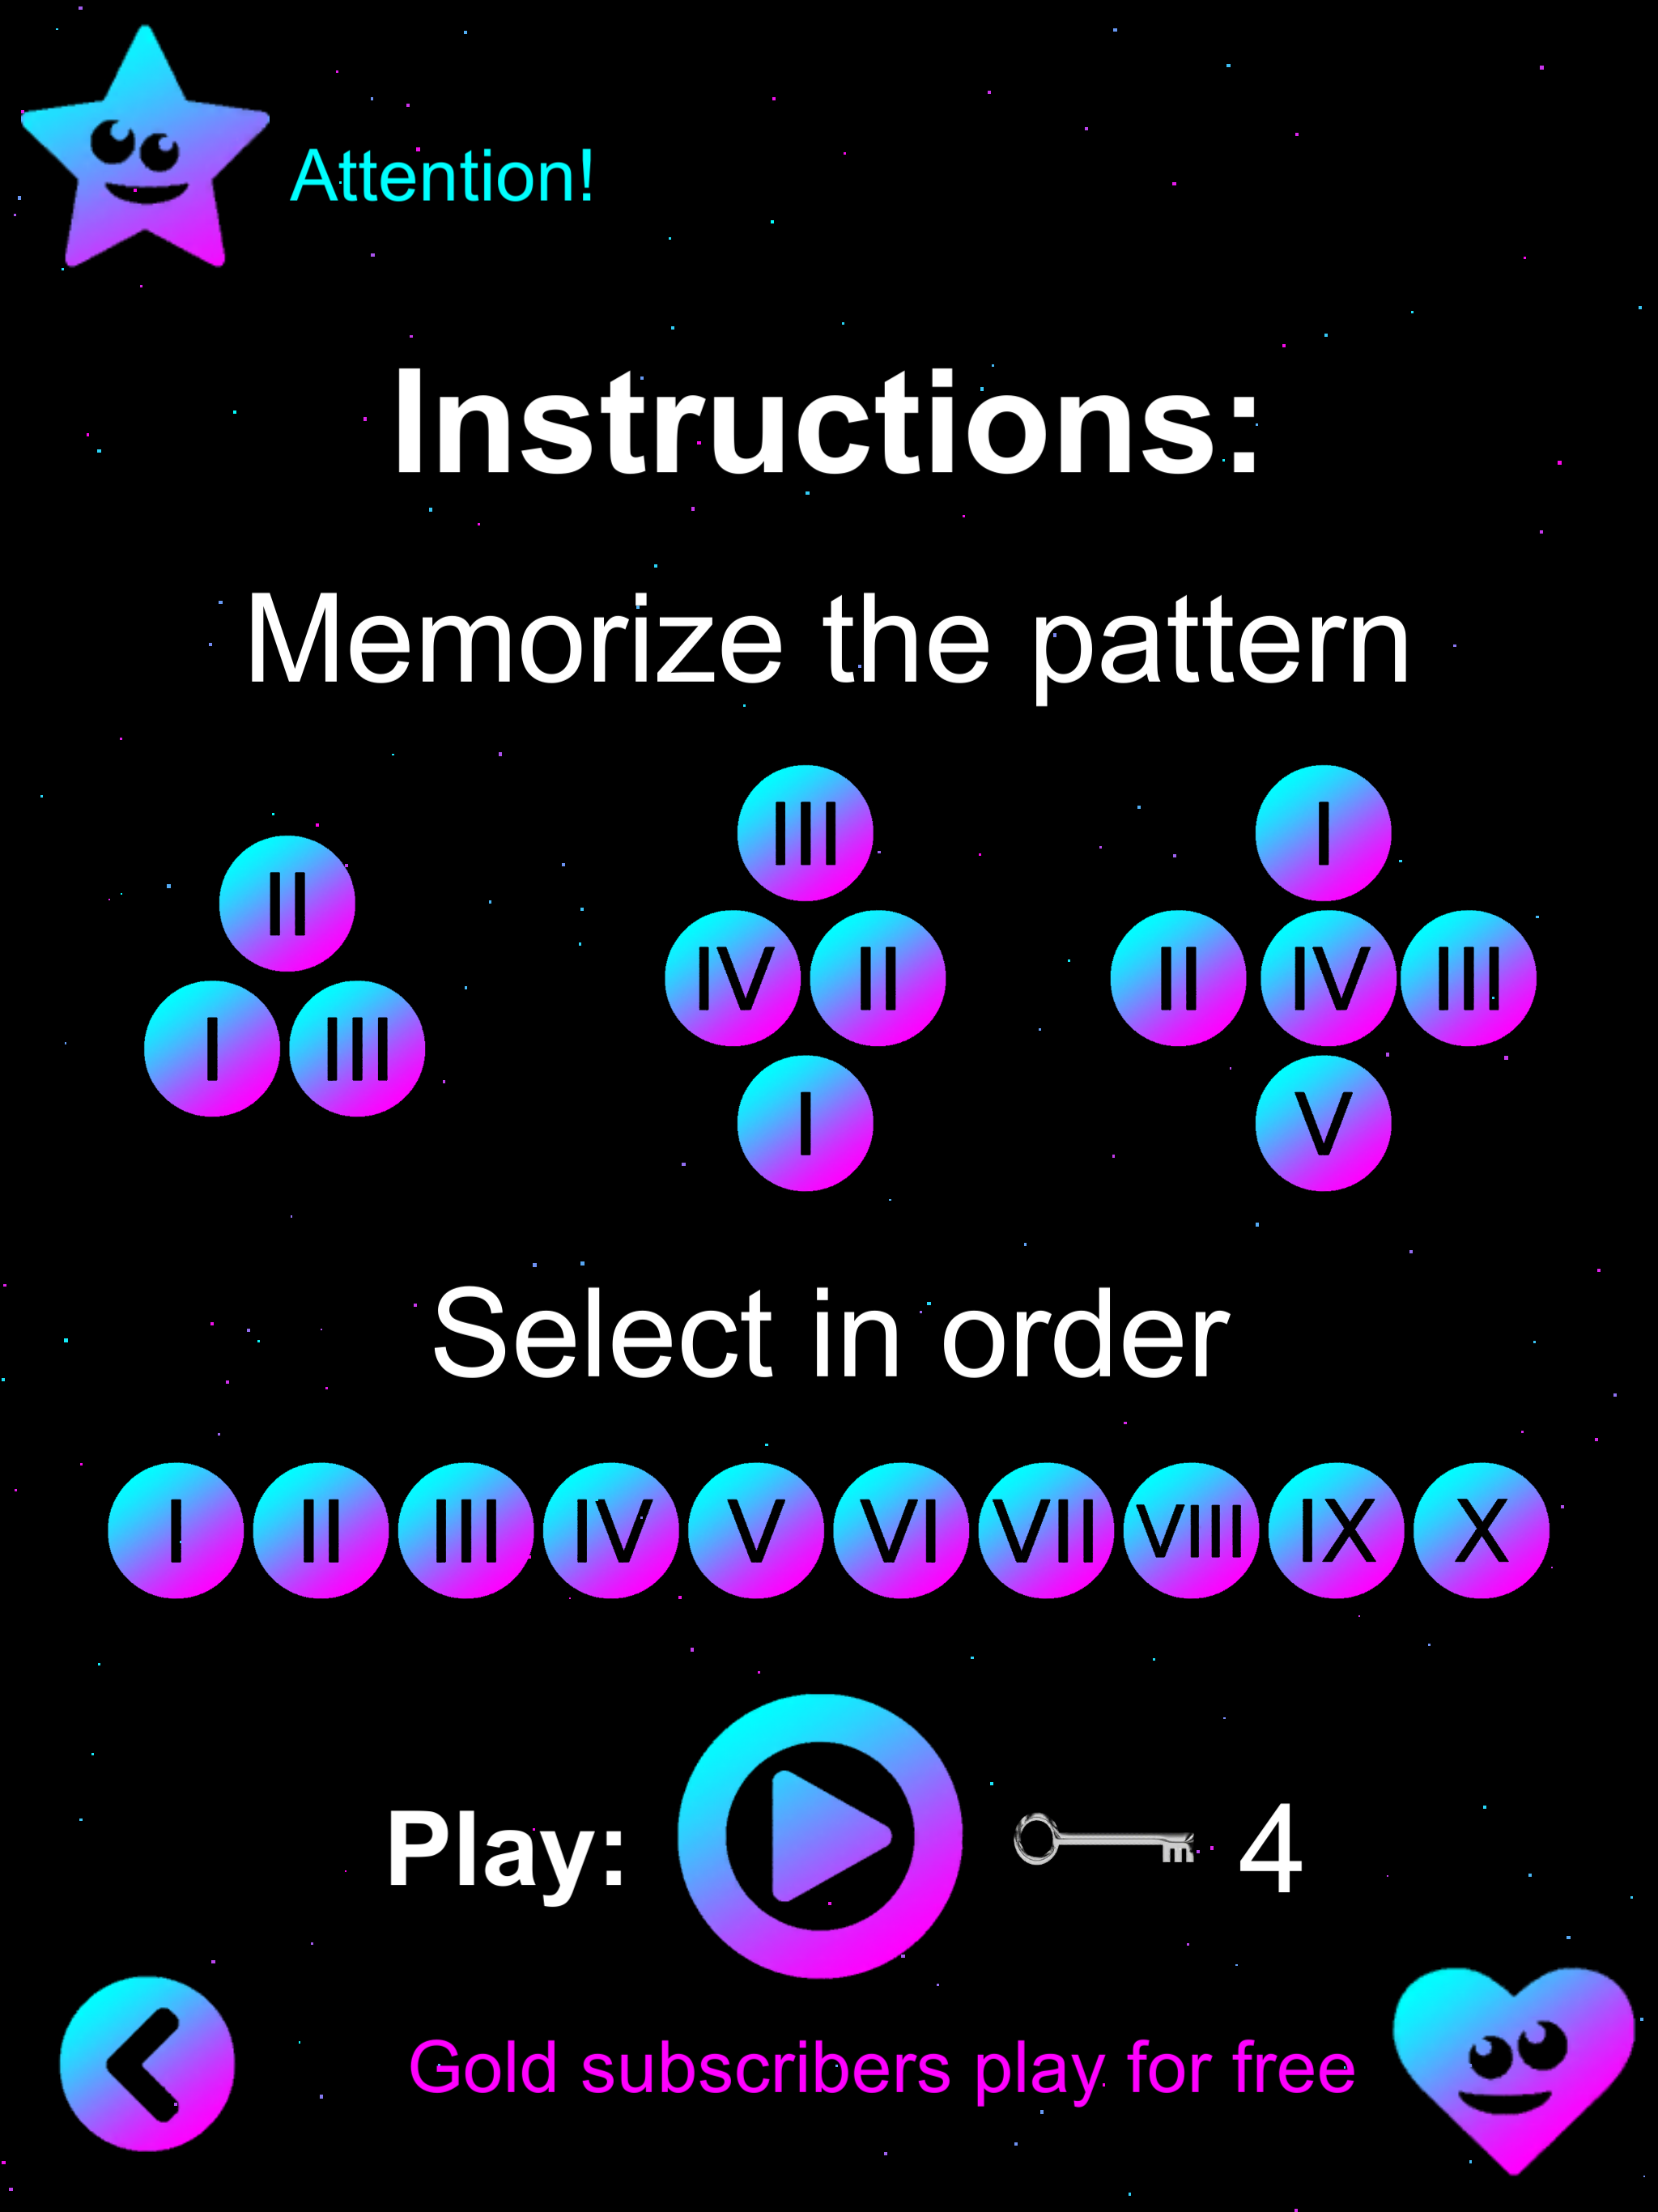 Attention!
Instructions:
Memorize the pattern
II
I III
III
IV II
I
I
II IV III
V
Select in order
I II III IV V VI VII VIII IX X
Play: 4
Gold subscribers play for free